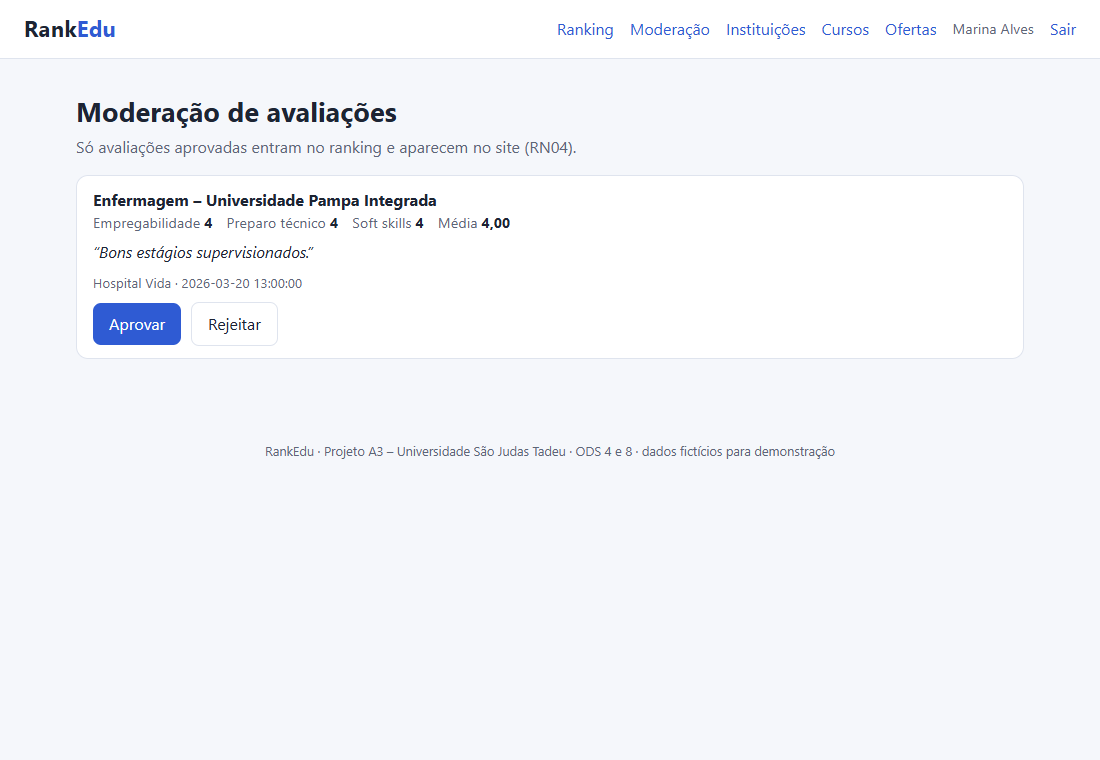 RankEdu
Ranking Moderação Instituições Cursos Ofertas Marina Alves Sair
Moderação de avaliações
Só avaliações aprovadas entram no ranking e aparecem no site (RN04).
Enfermagem – Universidade Pampa Integrada
Empregabilidade 4 Preparo técnico 4 Soft skills 4 Média 4,00
“Bons estágios supervisionados.”
Hospital Vida · 2026-03-20 13:00:00
Aprovar Rejeitar
RankEdu · Projeto A3 – Universidade São Judas Tadeu · ODS 4 e 8 · dados fictícios para demonstração